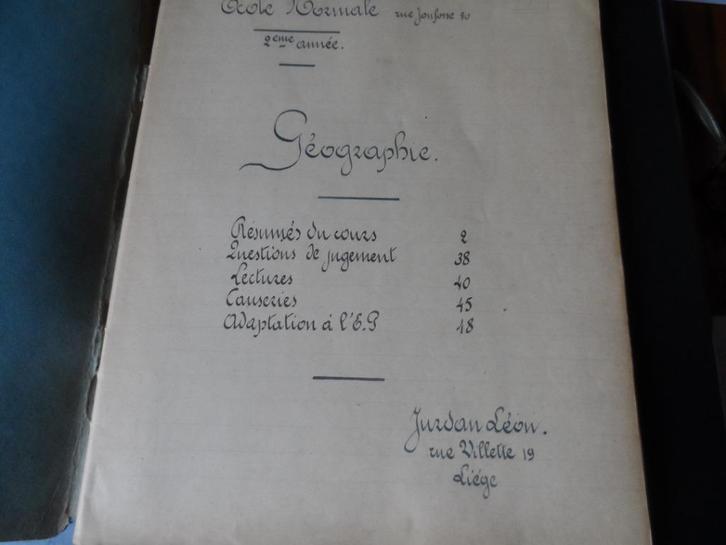 École Normale rue Jonfosse 80
2ème année.
Géographie.
Résumés du cours 2
Questions de jugement 38
Lectures 40
Causeries 45
Adaptation à l'E.P 48
Jurdan Léon.
rue Villette 19
Liége